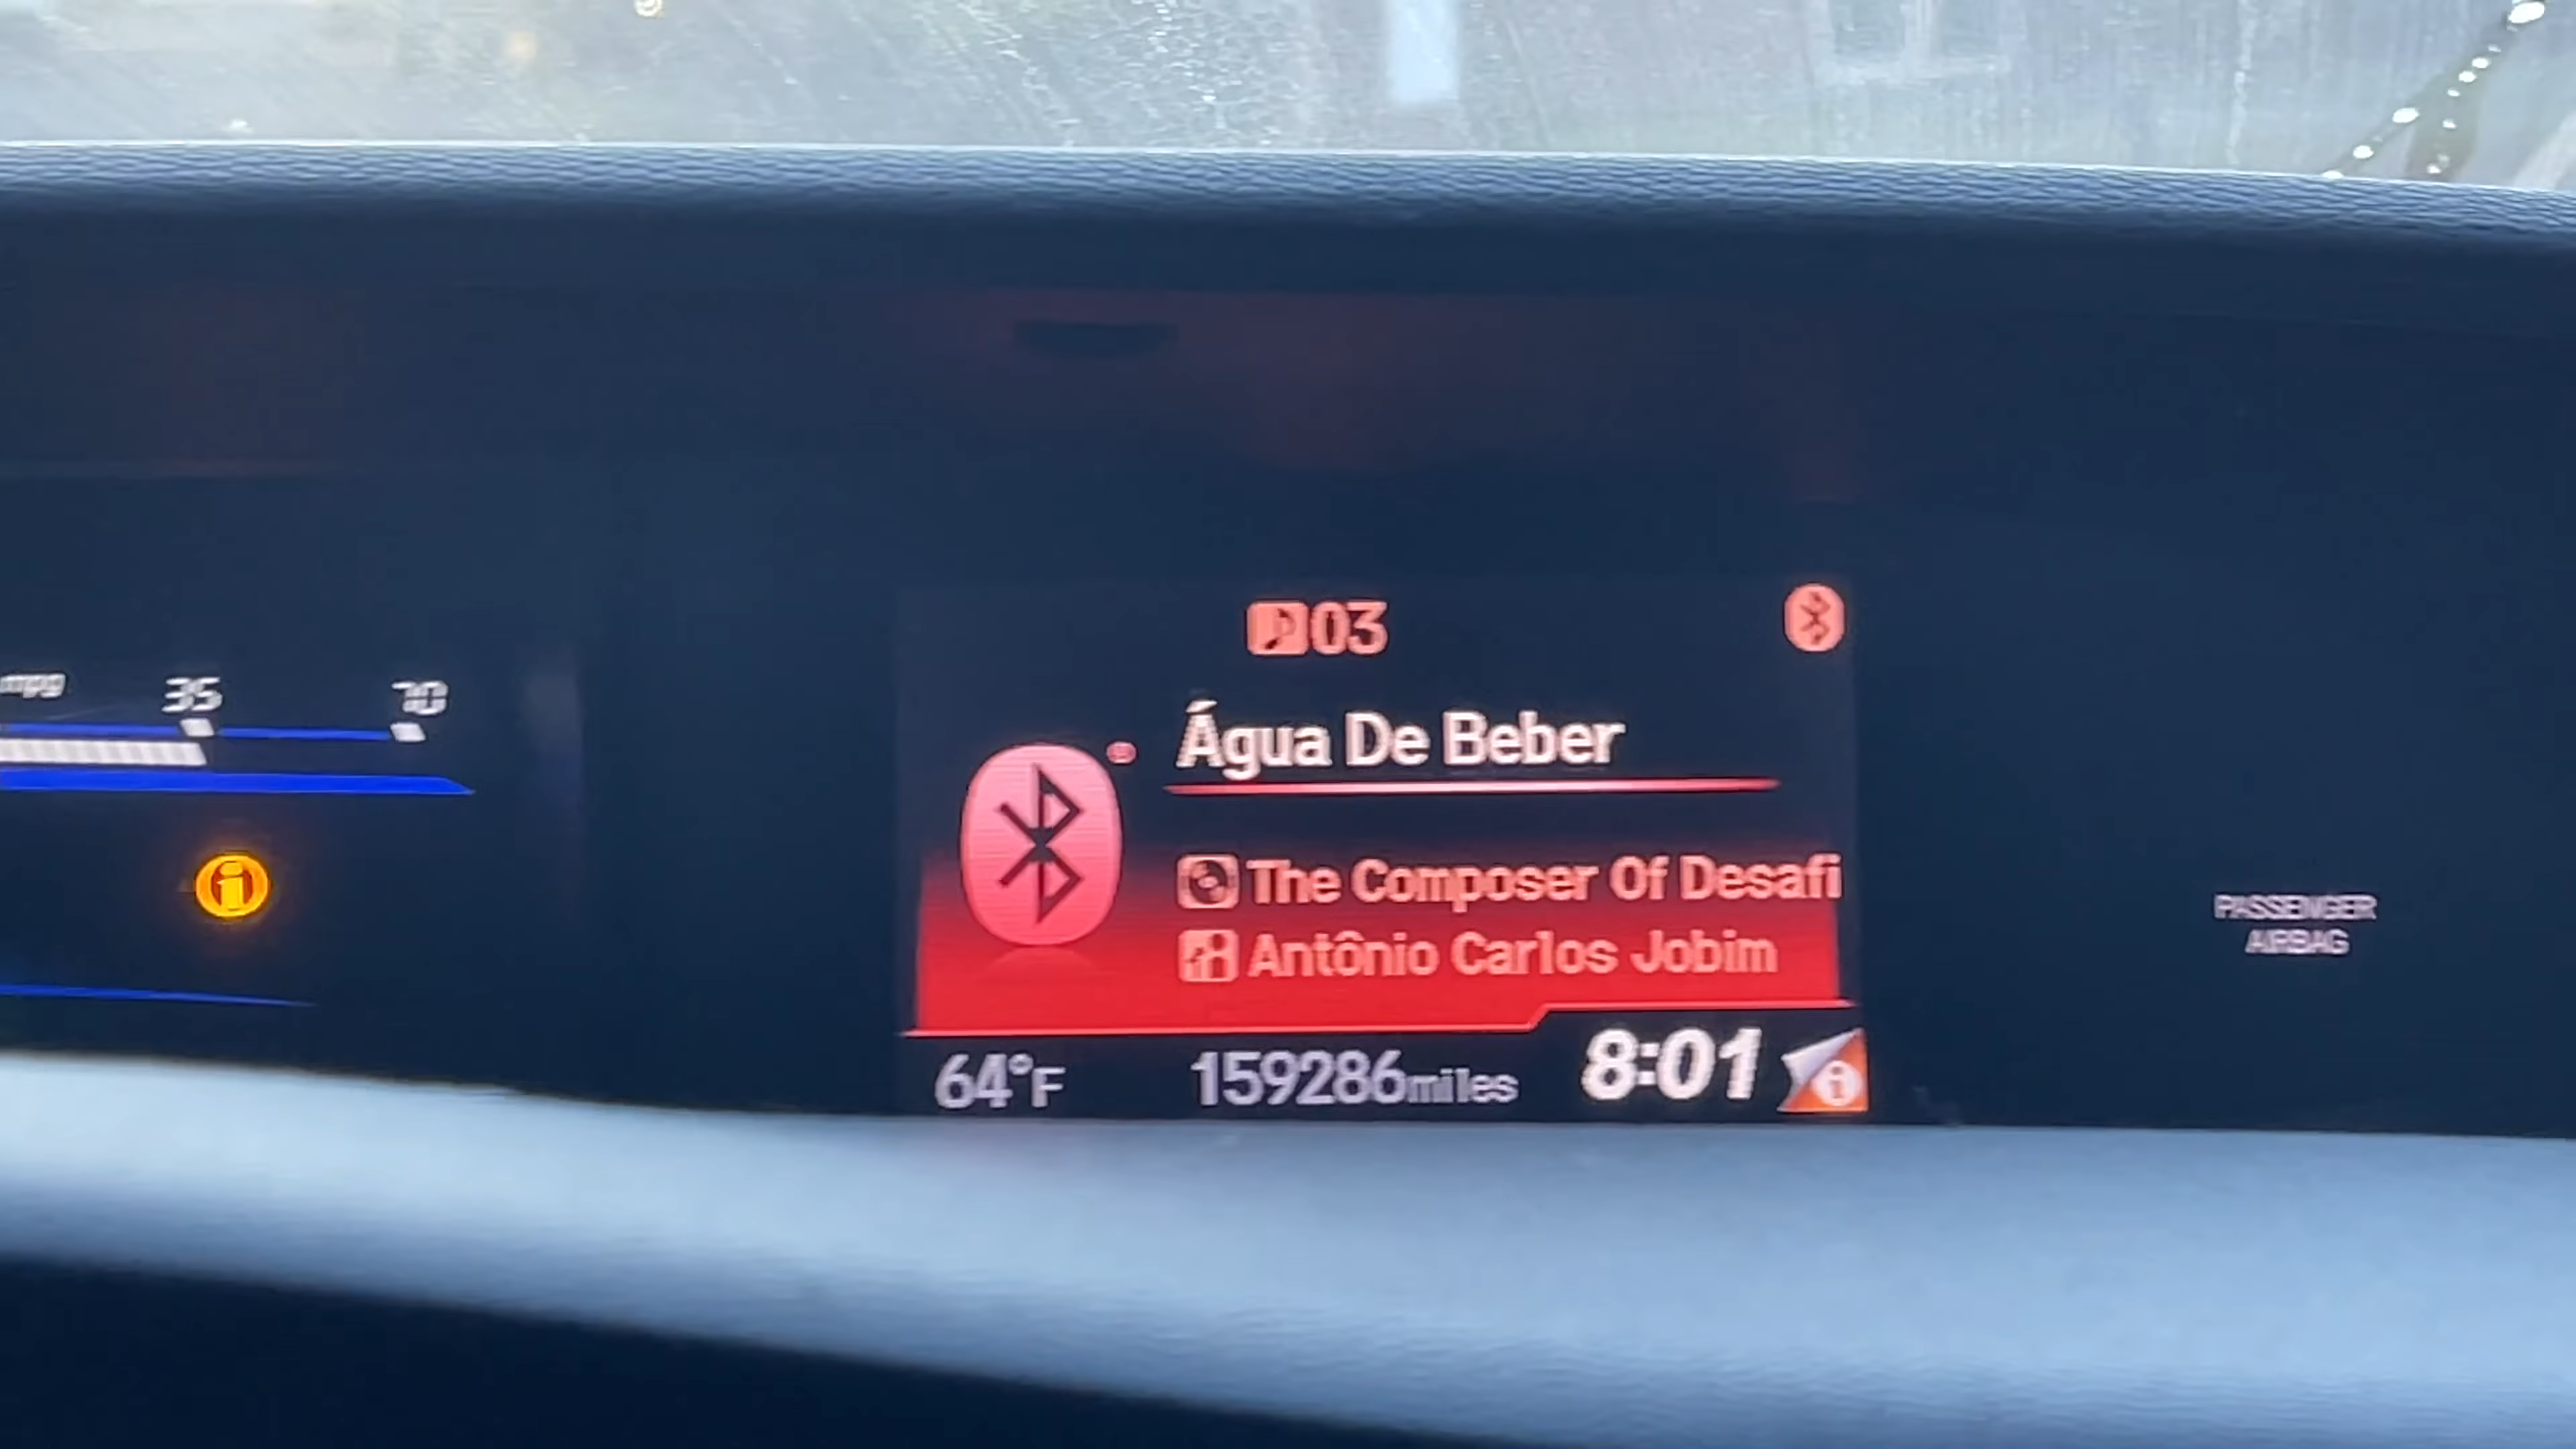 mpg 35 70
03
Água De Beber
The Composer Of Desafi
Antônio Carlos Jobim
64°F 159286miles 8:01
PASSENGER
AIRBAG